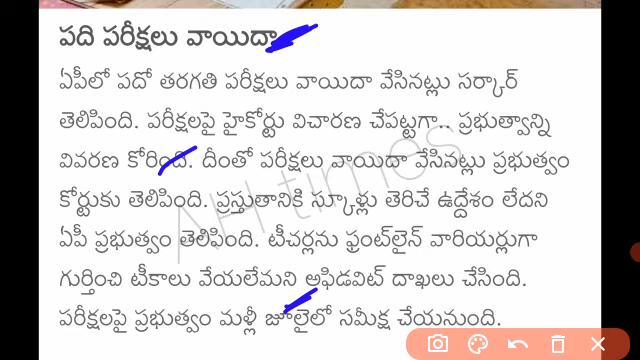 పది పరీక్షలు వాయిదా
ఏపీలో పదో తరగతి పరీక్షలు వాయిదా వేసినట్లు సర్కార్
తెలిపింది. పరీక్షలపై హైకోర్టు విచారణ చేపట్టగా.. ప్రభుత్వాన్ని
వివరణ కోరింది. దీంతో పరీక్షలు వాయిదా వేసినట్లు ప్రభుత్వం
కోర్టుకు తెలిపింది. ప్రస్తుతానికి స్కూళ్లు తెరిచే ఉద్దేశం లేదని
ఏపీ ప్రభుత్వం తెలిపింది. టీచర్లను ఫ్రంట్‌లైన్ వారియర్లుగా
గుర్తించి టీకాలు వేయలేమని అఫిడవిట్ దాఖలు చేసింది.
పరీక్షలపై ప్రభుత్వం మళ్లీ జూలైలో సమీక్ష చేయనుంది.
AH times